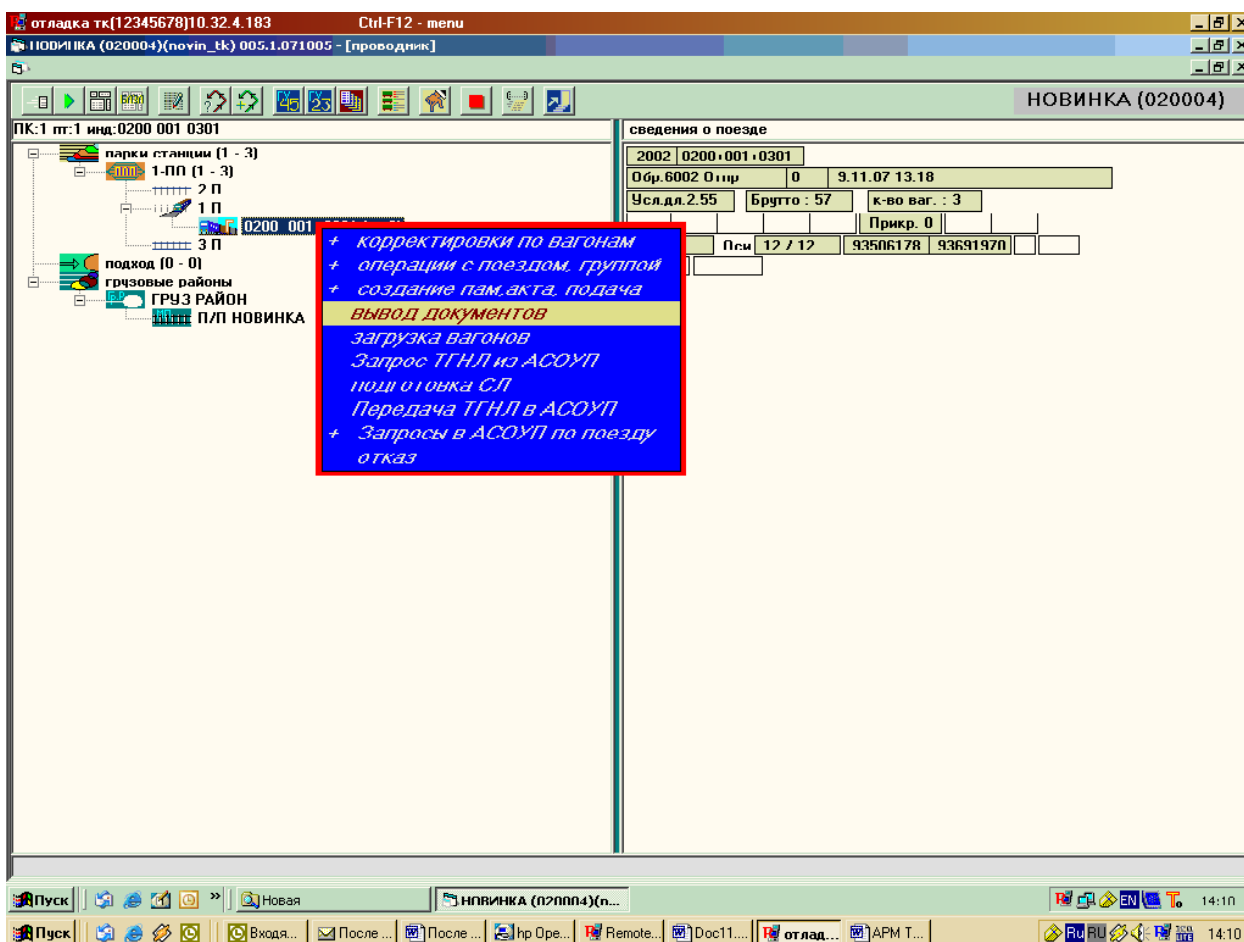 отладка тк(12345678)10.32.4.183 Ctrl-F12 - menu
НОВИНКА (020004)(novin_tk) 005.1.071005 - [проводник]
НОВИНКА (020004)
ПК:1 пт:1 инд:0200 001 0301
сведения о поезде
парки станции (1 - 3)
1-ПП (1 - 3)
2 П
1 П
0200 001
3 П
подход (0 - 0)
грузовые районы
ГРУЗ РАЙОН
П/П НОВИНКА
+ корректировки по вагонам
+ операции с поездом, группой
+ создание пам,акта, подача
вывод документов
загрузка вагонов
Запрос ТГНЛ из АСОУП
подготовка СЛ
Передача ТГНЛ в АСОУП
+ Запросы в АСОУП по поезду
отказ
2002 0200 001 0301
Обр.6002 Отпр 0 9.11.07 13.18
Усл.дл.2.55 Брутто : 57 к-во ваг. : 3
Прикр. 0
Оси 12 / 12 93506178 93691970
Пуск Новая НОВИНКА (020004)(n... EN 14:10
Пуск Входя... После ... После ... hp Ope... Remote... Doc11.... отлад... АРМ Т... Ru RU 14:10